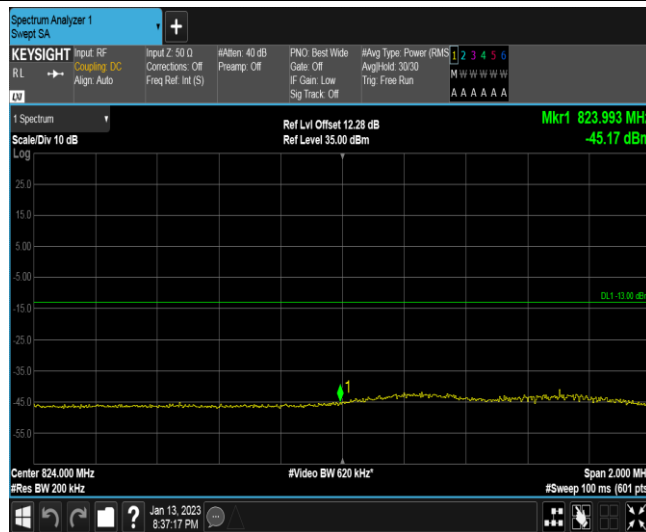 Spectrum Analyzer 1
Swept SA
+
KEYSIGHT
RL
LXI
Input: RF
Coupling: DC
Align: Auto
Input Z: 50 Ω
Corrections: Off
Freq Ref: Int (S)
#Atten: 40 dB
Preamp: Off
PNO: Best Wide
Gate: Off
IF Gain: Low
Sig Track: Off
#Avg Type: Power (RMS
Avg|Hold: 30/30
Trig: Free Run
1 2 3 4 5 6
M W W W W W
A A A A A A
1 Spectrum
Scale/Div 10 dB
Log
Ref Lvl Offset 12.28 dB
Ref Level 35.00 dBm
Mkr1 823.993 MHz
-45.17 dBm
25.0
15.0
5.00
-5.00
-15.0
-25.0
-35.0
-45.0
-55.0
DL1 -13.00 dBm
1
Center 824.000 MHz
#Res BW 200 kHz
#Video BW 620 kHz*
Span 2.000 MHz
#Sweep 100 ms (601 pts)
?
Jan 13, 2023
8:37:17 PM